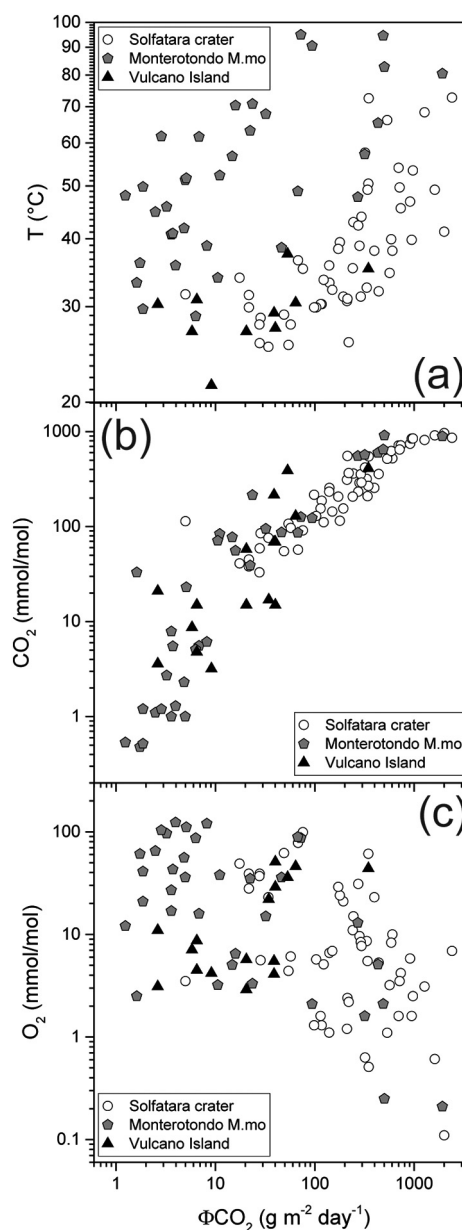 100
90
80
70
60
50
40
30
20
T (°C)
Solfatara crater
Monterotondo M.mo
Vulcano Island
(a)
(b)
1000
100
10
1
CO₂ (mmol/mol)
Solfatara crater
Monterotondo M.mo
Vulcano Island
(c)
100
10
1
0.1
O₂ (mmol/mol)
Solfatara crater
Monterotondo M.mo
Vulcano Island
1 10 100 1000
ΦCO₂ (g m⁻² day⁻¹)